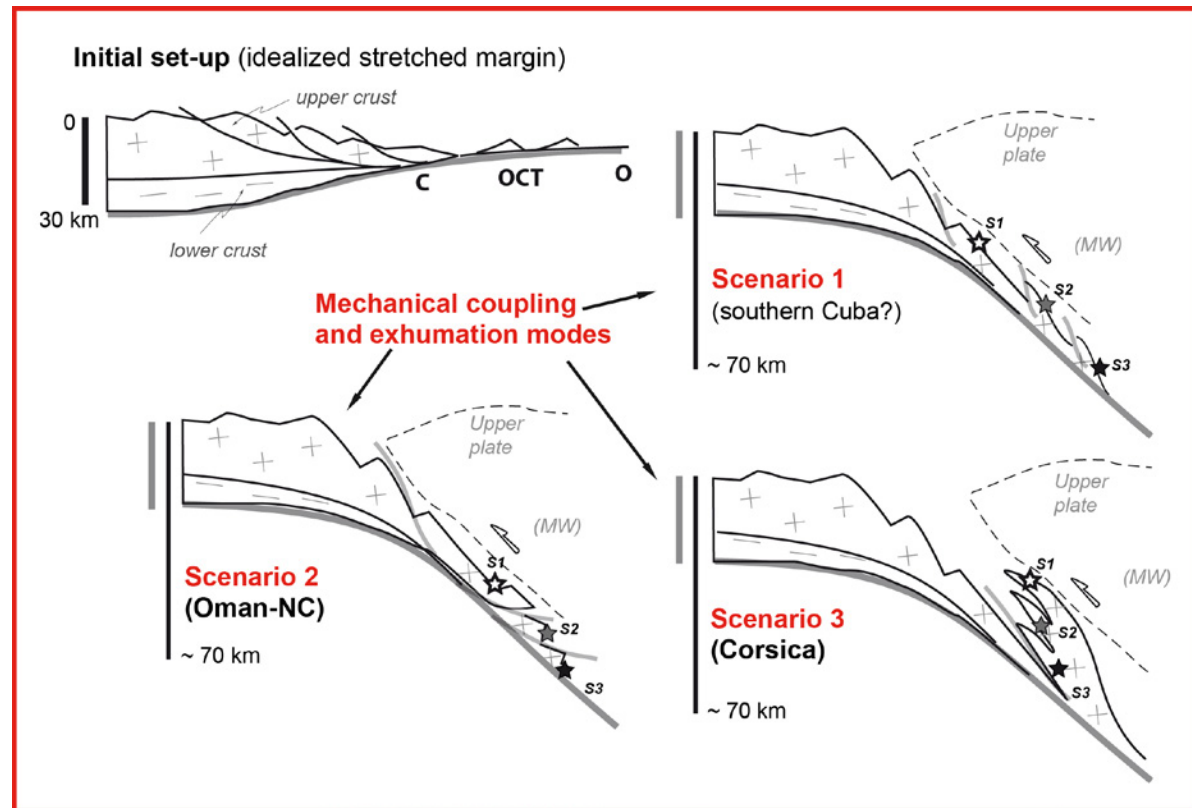 Initial set-up (idealized stretched margin)
upper crust
0
30 km
lower crust
C
OCT
O
Mechanical coupling
and exhumation modes
Upper
plate
S1
(MW)
S2
S3
Scenario 1
(southern Cuba?)
~ 70 km
Upper
plate
(MW)
S1
S2
S3
Scenario 2
(Oman-NC)
~ 70 km
Upper
plate
S1
(MW)
S2
S3
Scenario 3
(Corsica)
~ 70 km